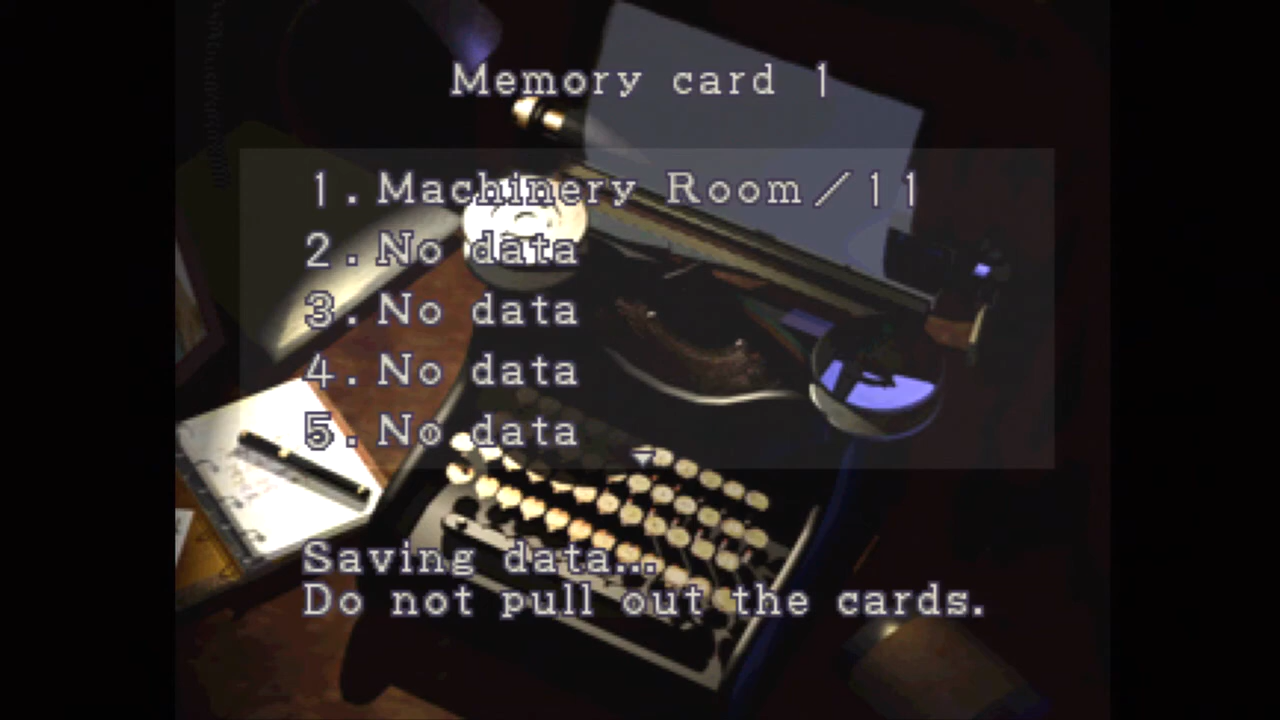 Memory card 1
1. Machinery Room/11
2. No data
3. No data
4. No data
5. No data
Saving data...
Do not pull out the cards.